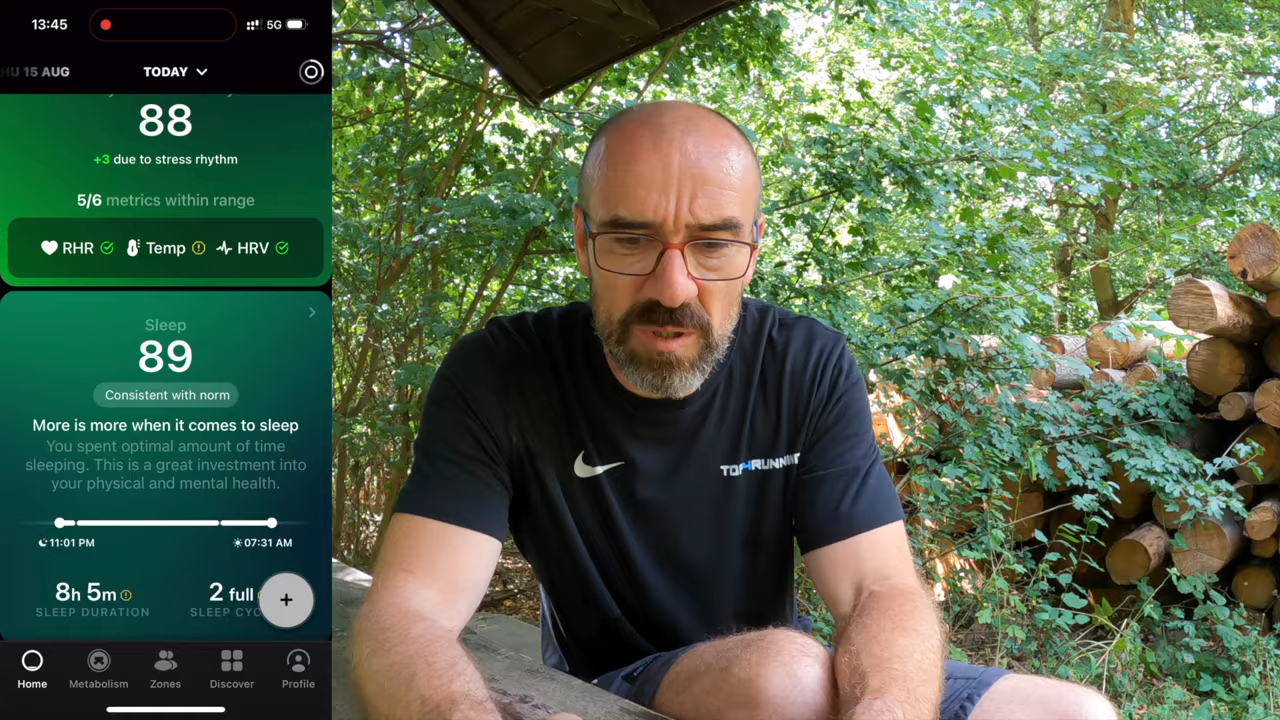 13:45
5G
15 AUG
TODAY
88
+3 due to stress rhythm
5/6 metrics within range
RHR Temp HRV
Sleep
89
Consistent with norm
More is more when it comes to sleep
You spent optimal amount of time
sleeping. This is a great investment into
your physical and mental health.
11:01 PM 07:31 AM
8h 5m 2 full
SLEEP DURATION SLEEP CYC
+
Home Metabolism Zones Discover Profile
TOP4RUNNING